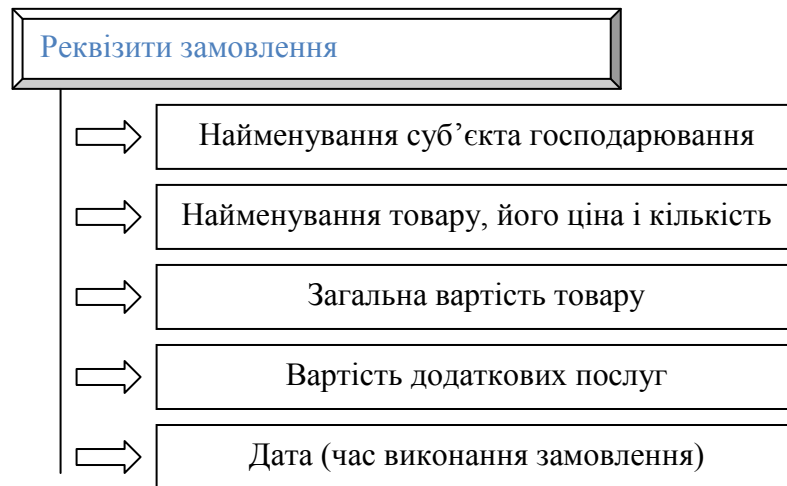 Реквізити замовлення
Найменування суб’єкта господарювання
Найменування товару, його ціна і кількість
Загальна вартість товару
Вартість додаткових послуг
Дата (час виконання замовлення)